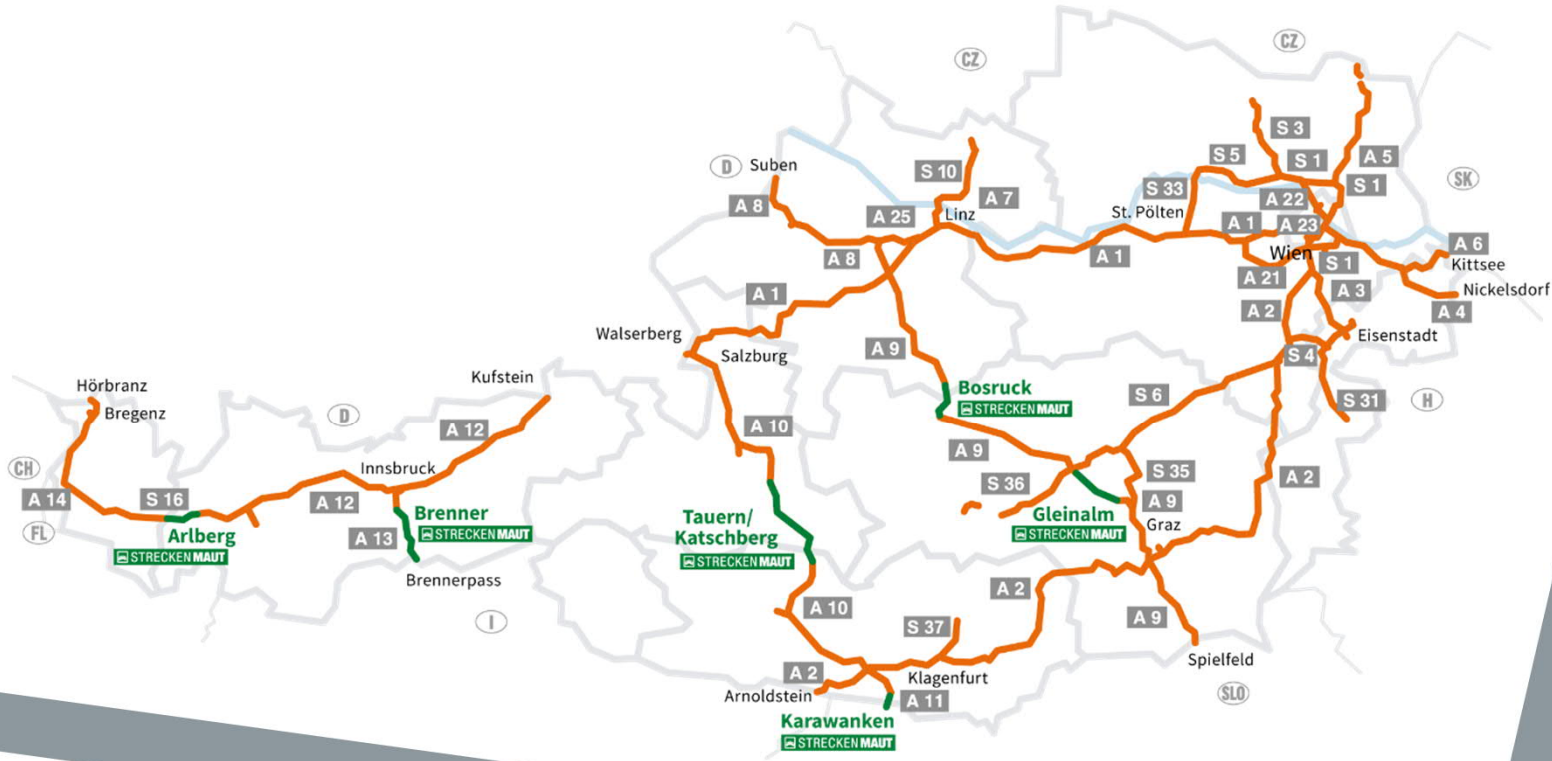 CZ
CZ
S 3
S 5
S 1
A 5
D
Suben
S 10
A 7
S 33
S 1
SK
A 8
A 25
Linz
St. Pölten
A 22
A 1
A 23
A 8
A 1
Wien
S 1
A 6
Kittsee
A 21
A 3
Nickelsdorf
A 1
A 2
A 4
Walserberg
Salzburg
A 9
S 4
Eisenstadt
Hörbranz
Bregenz
Kufstein
D
Bosruck
STRECKENMAUT
S 6
S 31
H
A 12
A 10
A 9
CH
Innsbruck
S 35
A 14
S 16
A 12
S 36
A 9
A 2
FL
Arlberg
STRECKENMAUT
A 13
Brenner
STRECKENMAUT
Tauern/
Katschberg
STRECKENMAUT
Gleinalm
STRECKENMAUT
Graz
Brennerpass
I
A 10
A 2
S 37
A 9
Spielfeld
A 2
Klagenfurt
Arnoldstein
A 11
SLO
Karawanken
STRECKENMAUT